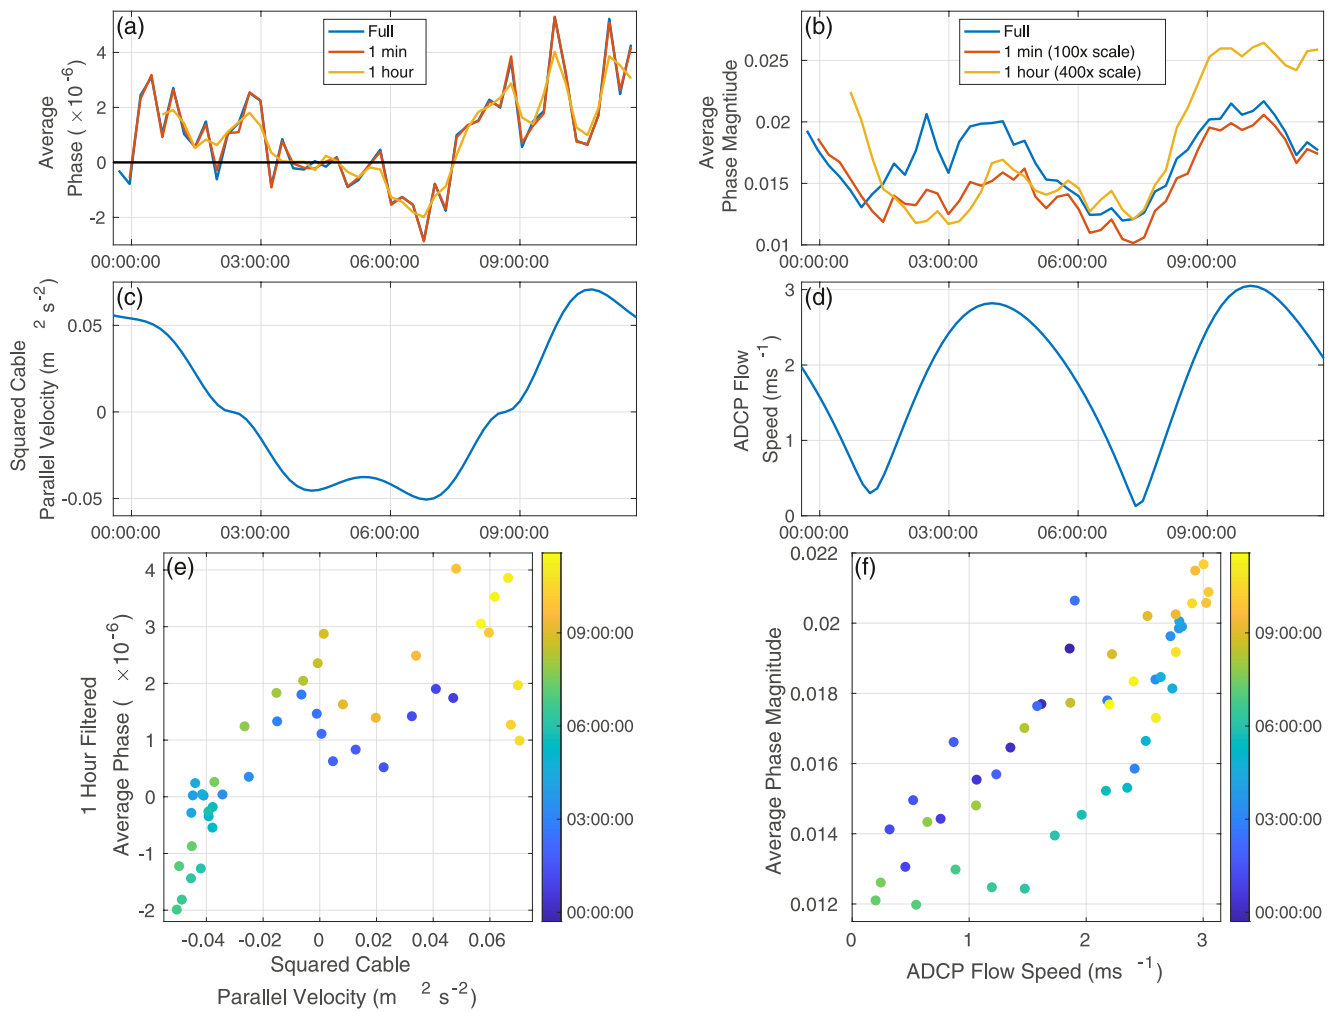 (a)
Full
1 min
1 hour
4
2
0
-2
Average
Phase ( ×10⁻⁶)
00:00:00 03:00:00 06:00:00 09:00:00
(b)
Full
1 min (100x scale)
1 hour (400x scale)
0.025
0.02
0.015
0.01
Average
Phase Magntiude
00:00:00 03:00:00 06:00:00 09:00:00
(c)
0.05
0
-0.05
Squared Cable
Parallel Velocity (m 2 s-2)
00:00:00 03:00:00 06:00:00 09:00:00
(d)
3
2
1
0
ADCP Flow
Speed (ms -1)
00:00:00 03:00:00 06:00:00 09:00:00
(e)
4
3
2
1
0
-1
-2
1 Hour Filtered
Average Phase ( ×10⁻⁶)
-0.04 -0.02 0 0.02 0.04 0.06
Squared Cable
Parallel Velocity (m 2 s-2)
09:00:00
06:00:00
03:00:00
00:00:00
(f)
0.022
0.02
0.018
0.016
0.014
0.012
Average Phase Magnitude
0 1 2 3
ADCP Flow Speed (ms -1)
09:00:00
06:00:00
03:00:00
00:00:00